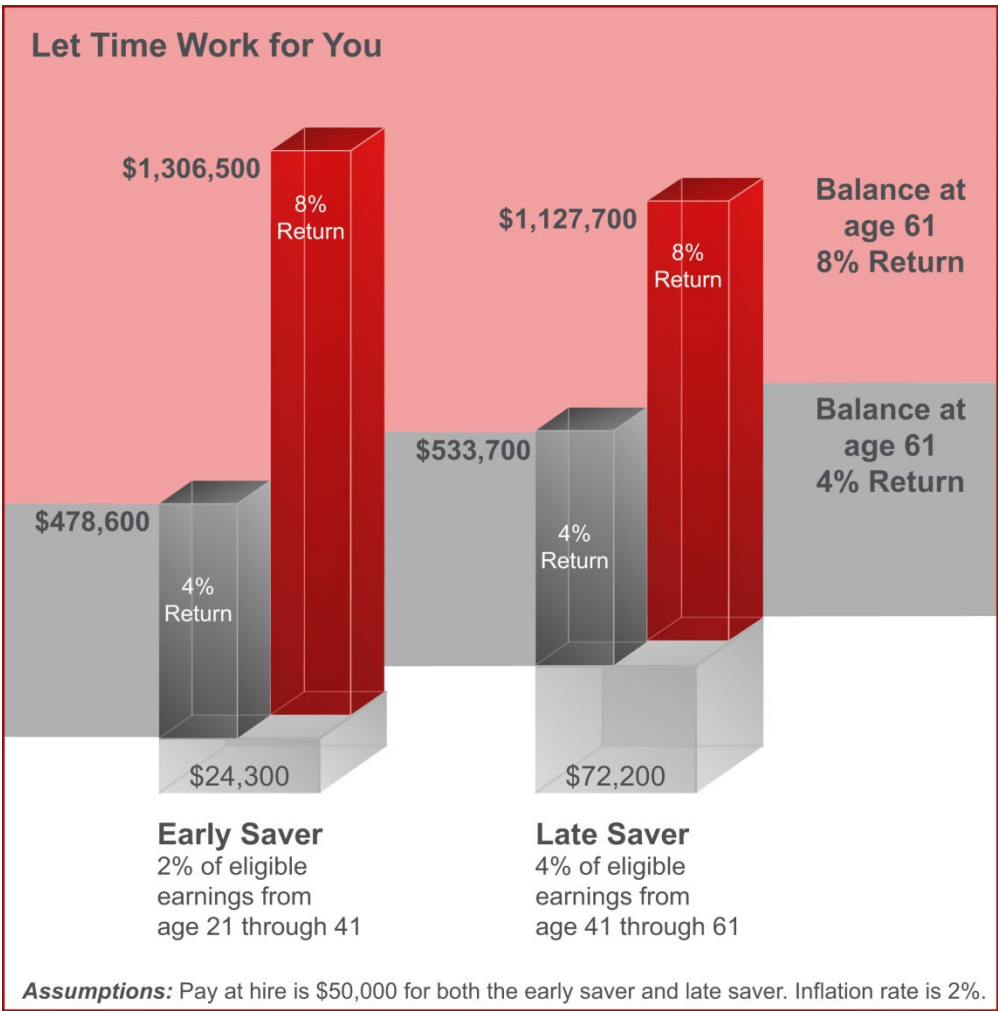 Let Time Work for You
$1,306,500
8%
Return
$1,127,700
8%
Return
Balance at
age 61
8% Return
$478,600
4%
Return
$533,700
4%
Return
Balance at
age 61
4% Return
$24,300
$72,200
Early Saver
2% of eligible
earnings from
age 21 through 41
Late Saver
4% of eligible
earnings from
age 41 through 61
Assumptions: Pay at hire is $50,000 for both the early saver and late saver. Inflation rate is 2%.